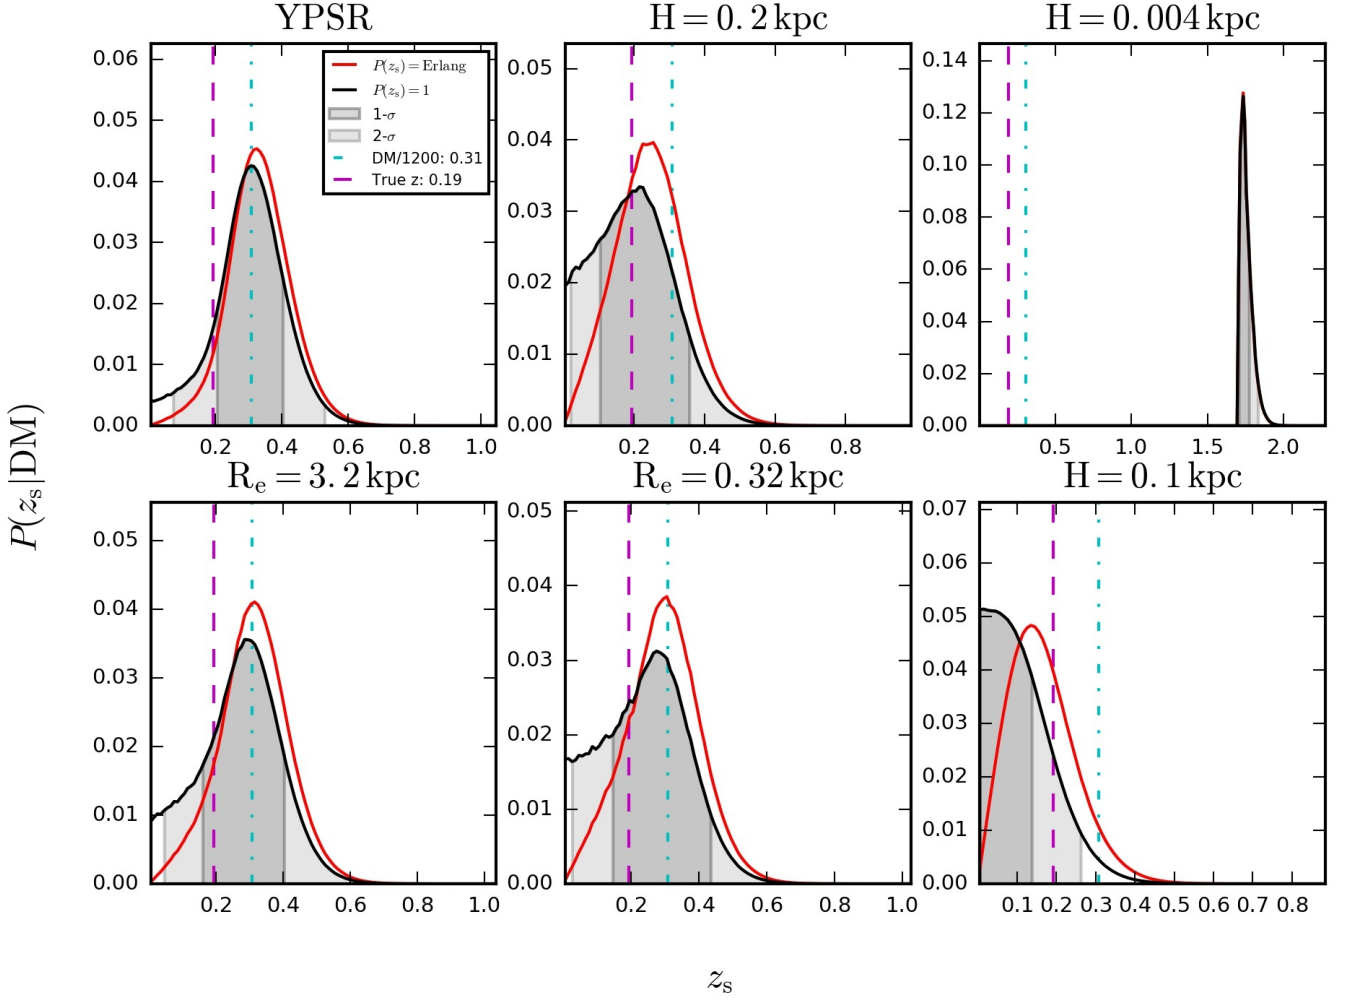 YPSR
H = 0.2 kpc
H = 0.004 kpc
0.06
0.05
0.04
0.03
0.02
0.01
0.00
P(z_s) = Erlang
P(z_s) = 1
1-σ
2-σ
DM/1200: 0.31
True z: 0.19
0.2 0.4 0.6 0.8 1.0
0.05
0.04
0.03
0.02
0.01
0.00
0.2 0.4 0.6 0.8
0.14
0.12
0.10
0.08
0.06
0.04
0.02
0.00
0.5 1.0 1.5 2.0
R_e = 3.2 kpc
R_e = 0.32 kpc
H = 0.1 kpc
0.05
0.04
0.03
0.02
0.01
0.00
0.2 0.4 0.6 0.8 1.0
0.05
0.04
0.03
0.02
0.01
0.00
0.2 0.4 0.6 0.8 1.0
0.07
0.06
0.05
0.04
0.03
0.02
0.01
0.00
0.1 0.2 0.3 0.4 0.5 0.6 0.7 0.8
P(z_s|DM)
z_s